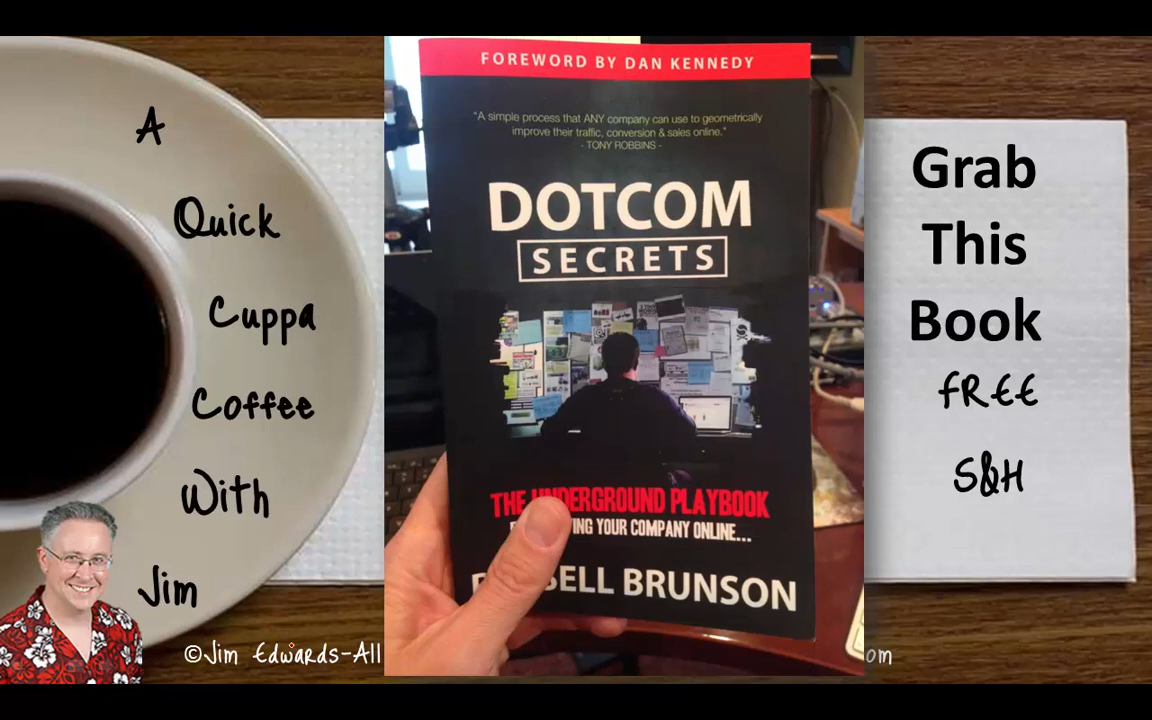 A
Quick
Cuppa
Coffee
With
Jim
©Jim Edwards-All
FOREWORD BY DAN KENNEDY
"A simple process that ANY company can use to geometrically
improve their traffic, conversion & sales online."
- TONY ROBBINS -
DOTCOM
SECRETS
THE UNDERGROUND PLAYBOOK
YOUR COMPANY ONLINE...
BRUNSON
Grab
This
Book
FREE
S&H
om